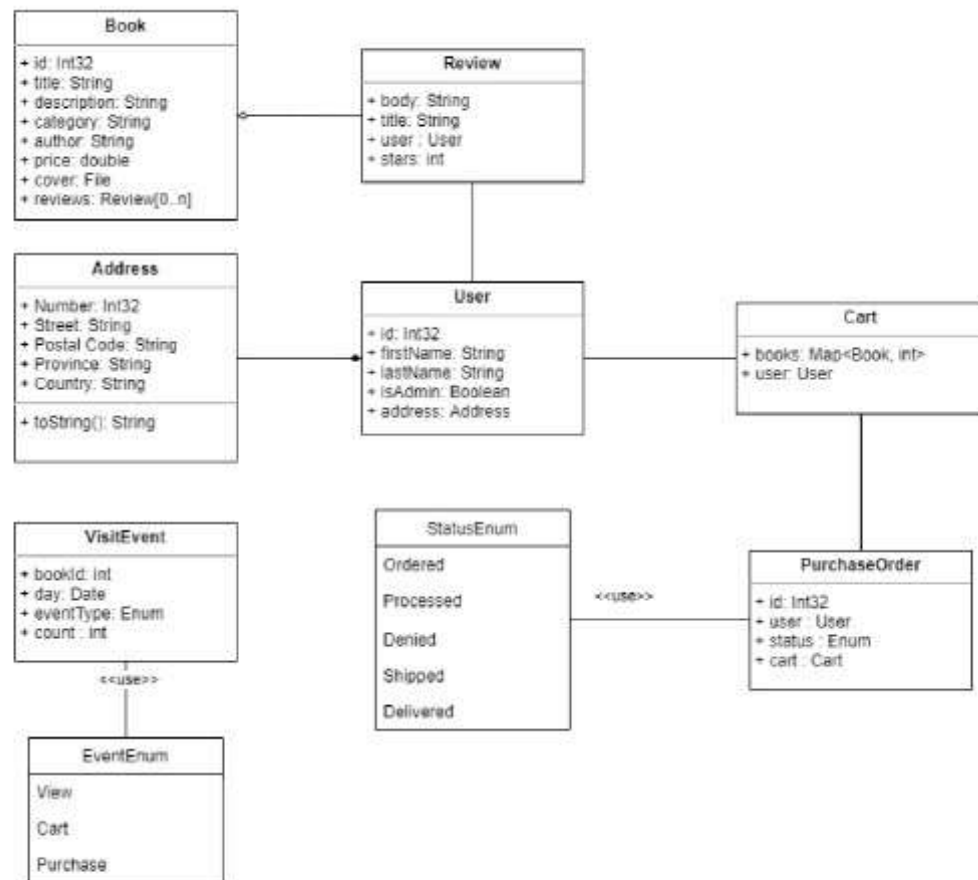 Book
+ id: Int32
+ title: String
+ description: String
+ category: String
+ author: String
+ price: double
+ cover: File
+ reviews: Review[0..n]
Review
+ body: String
+ title: String
+ user : User
+ stars: int
Address
+ Number: Int32
+ Street: String
+ Postal Code: String
+ Province: String
+ Country: String
+ toString(): String
User
+ id: Int32
+ firstName: String
+ lastName: String
+ isAdmin: Boolean
+ address: Address
Cart
+ books: Map<Book, int>
+ user: User
VisitEvent
+ bookId: int
+ day: Date
+ eventType: Enum
+ count : int
<<use>>
EventEnum
View
Cart
Purchase
StatusEnum
Ordered
Processed
Denied
Shipped
Delivered
<<use>>
PurchaseOrder
+ id: Int32
+ user : User
+ status : Enum
+ cart : Cart